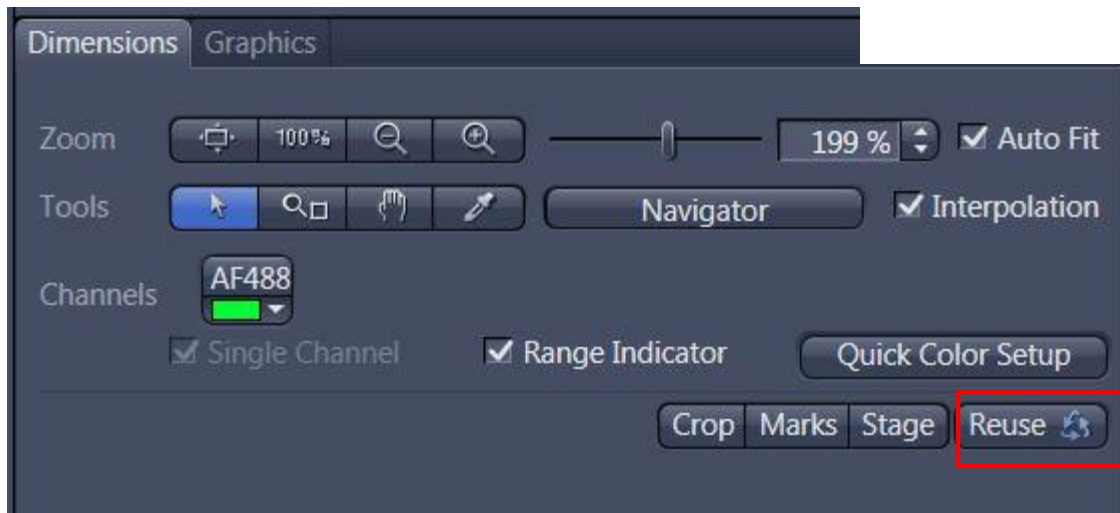 Dimensions Graphics
Zoom 100% 199 % Auto Fit
Tools Navigator Interpolation
Channels AF488
Single Channel Range Indicator Quick Color Setup
Crop Marks Stage Reuse